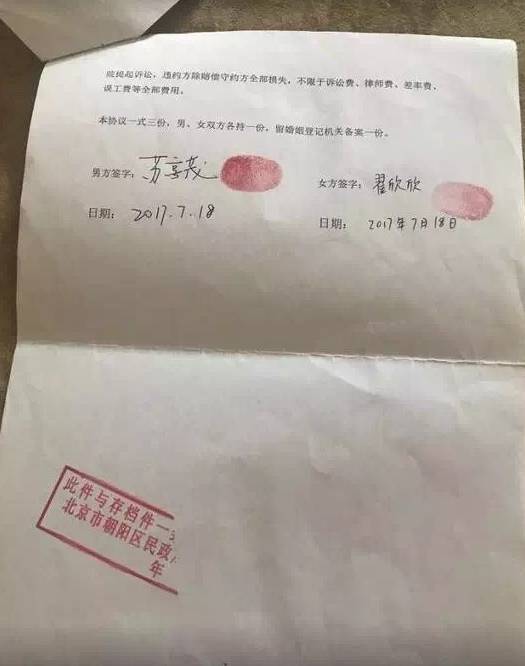 院提起诉讼，违约方除赔偿守约方全部损失，不限于诉讼费、律师费、差率费、
误工费等全部费用。
本协议一式三份，男、女双方各持一份，留婚姻登记机关备案一份。
男方签字：苏享茂
女方签字：翟欣欣
日期：2017.7.18
日期：2017年7月18日
此件与存档件一
北京市朝阳区民政
年